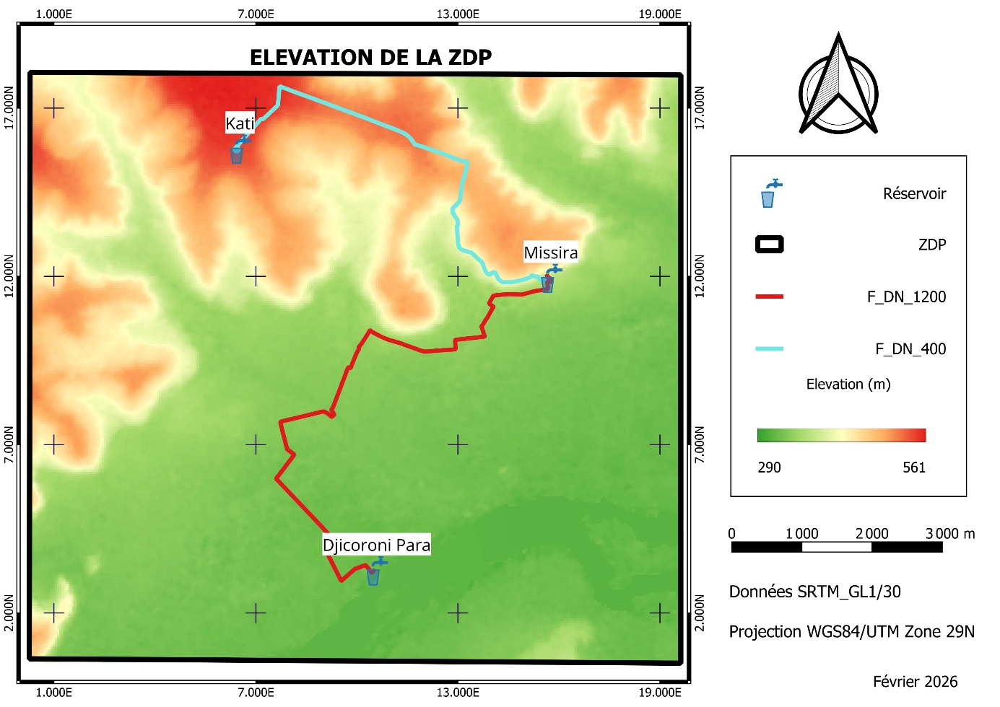 1.000E 7.000E 13.000E 19.000E
ELEVATION DE LA ZDP
17.000N 17.000N
Kati
12.000N 12.000N
Missira
7.000N 7.000N
Djicoroni Para
2.000N 2.000N
1.000E 7.000E 13.000E 19.000E
Réservoir
ZDP
F_DN_1200
F_DN_400
Elevation (m)
290 561
0 1 000 2 000 3 000 m
Données SRTM_GL1/30
Projection WGS84/UTM Zone 29N
Février 2026